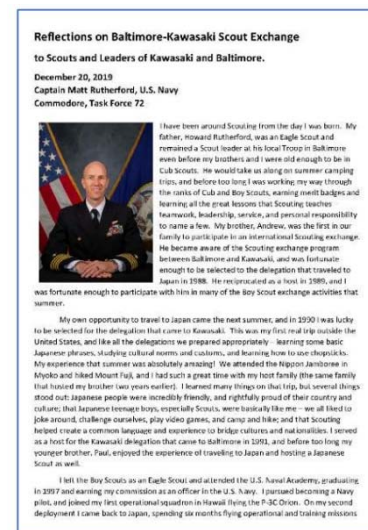 Reflections on Baltimore-Kawasaki Scout Exchange
to Scouts and Leaders of Kawasaki and Baltimore.
December 20, 2019
Captain Matt Rutherford, U.S. Navy
Commodore, Task Force 72
I have been around Scouting from the day I was born. My
father, Howard Rutherford, was an Eagle Scout and
remained a Scout leader at his local Troop in Baltimore
even before my brothers and I were old enough to be in
Cub Scouts. He would take us along on summer camping
trips, and before too long I was working my way through
the ranks of Cub and Boy Scouts, earning merit badges and
learning all the great lessons that Scouting teaches –
teamwork, leadership, service, and personal responsibility
to name a few. My brother, Andrew, was the first in our
family to participate in an international Scouting exchange.
He became aware of the Scouting exchange program
between Baltimore and Kawasaki, and was fortunate
enough to be selected to the delegation that traveled to
Japan in 1988. He reciprocated as a host in 1989, and I
was fortunate enough to participate with him in many of the Boy Scout exchange activities that
summer.
My own opportunity to travel to Japan came the next summer, and in 1990 I was lucky
to be selected for the delegation that came to Kawasaki. This was my first real trip outside the
United States, and like all the delegations we prepared appropriately – learning some basic
Japanese phrases, studying cultural norms and customs, and learning how to use chopsticks.
My experience that summer was absolutely amazing! We attended the Nippon Jamboree in
Myoko and hiked Mount Fuji, and I had such a great time with my host family (the same family
that hosted my brother two years earlier). I learned many things on that trip, but several things
stood out: Japanese people were incredibly friendly, and rightfully proud of their country and
culture; that Japanese teenage boys, especially Scouts, were basically like me – we all liked to
joke around, challenge ourselves, play video games, and camp and hike; and that Scouting
helped create a common language and experience to bridge cultures and nationalities. I served
as a host for the Kawasaki delegation that came to Baltimore in 1991, and before too long my
younger brother, Paul, enjoyed the experience of traveling to Japan and hosting a Japanese
Scout as well.
I left the Boy Scouts as an Eagle Scout and attended the U.S. Naval Academy, graduating
in 1997 and earning my commission as an officer in the U.S. Navy. I pursued becoming a Navy
pilot, and joined my first operational squadron in Hawaii flying the P-3C Orion. On my second
deployment I came back to Japan, spending six months flying operational and training missions